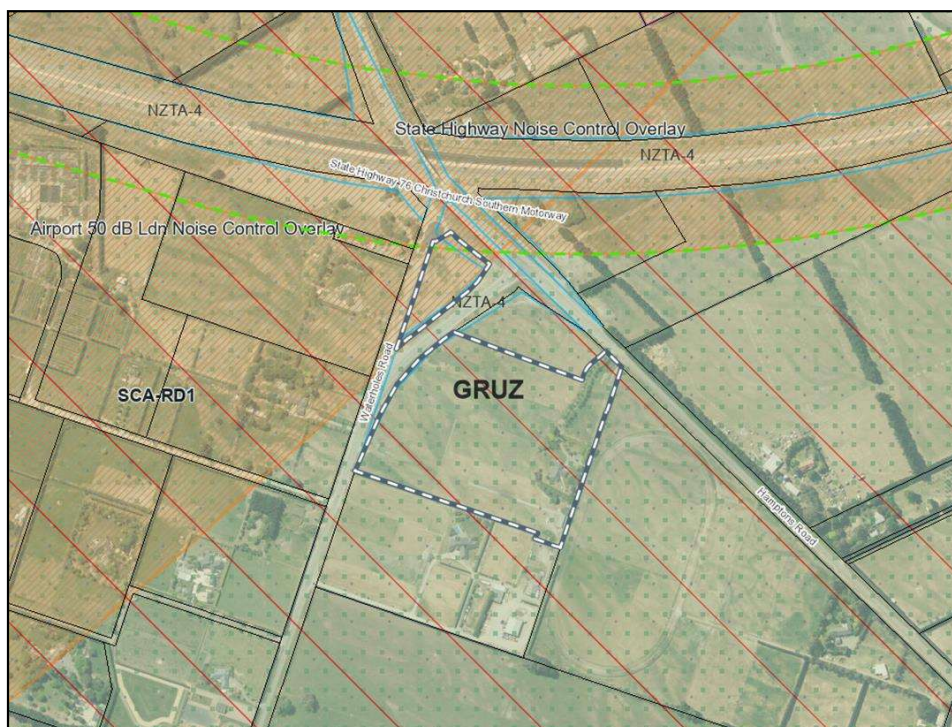 NZTA-4
State Highway Noise Control Overlay
NZTA-4
State Highway 76 Christchurch Southern Motorway
Airport 50 dB Ldn Noise Control Overlay
NZTA-4
Waterholes Road
SCA-RD1
GRUZ
Hamptons Road